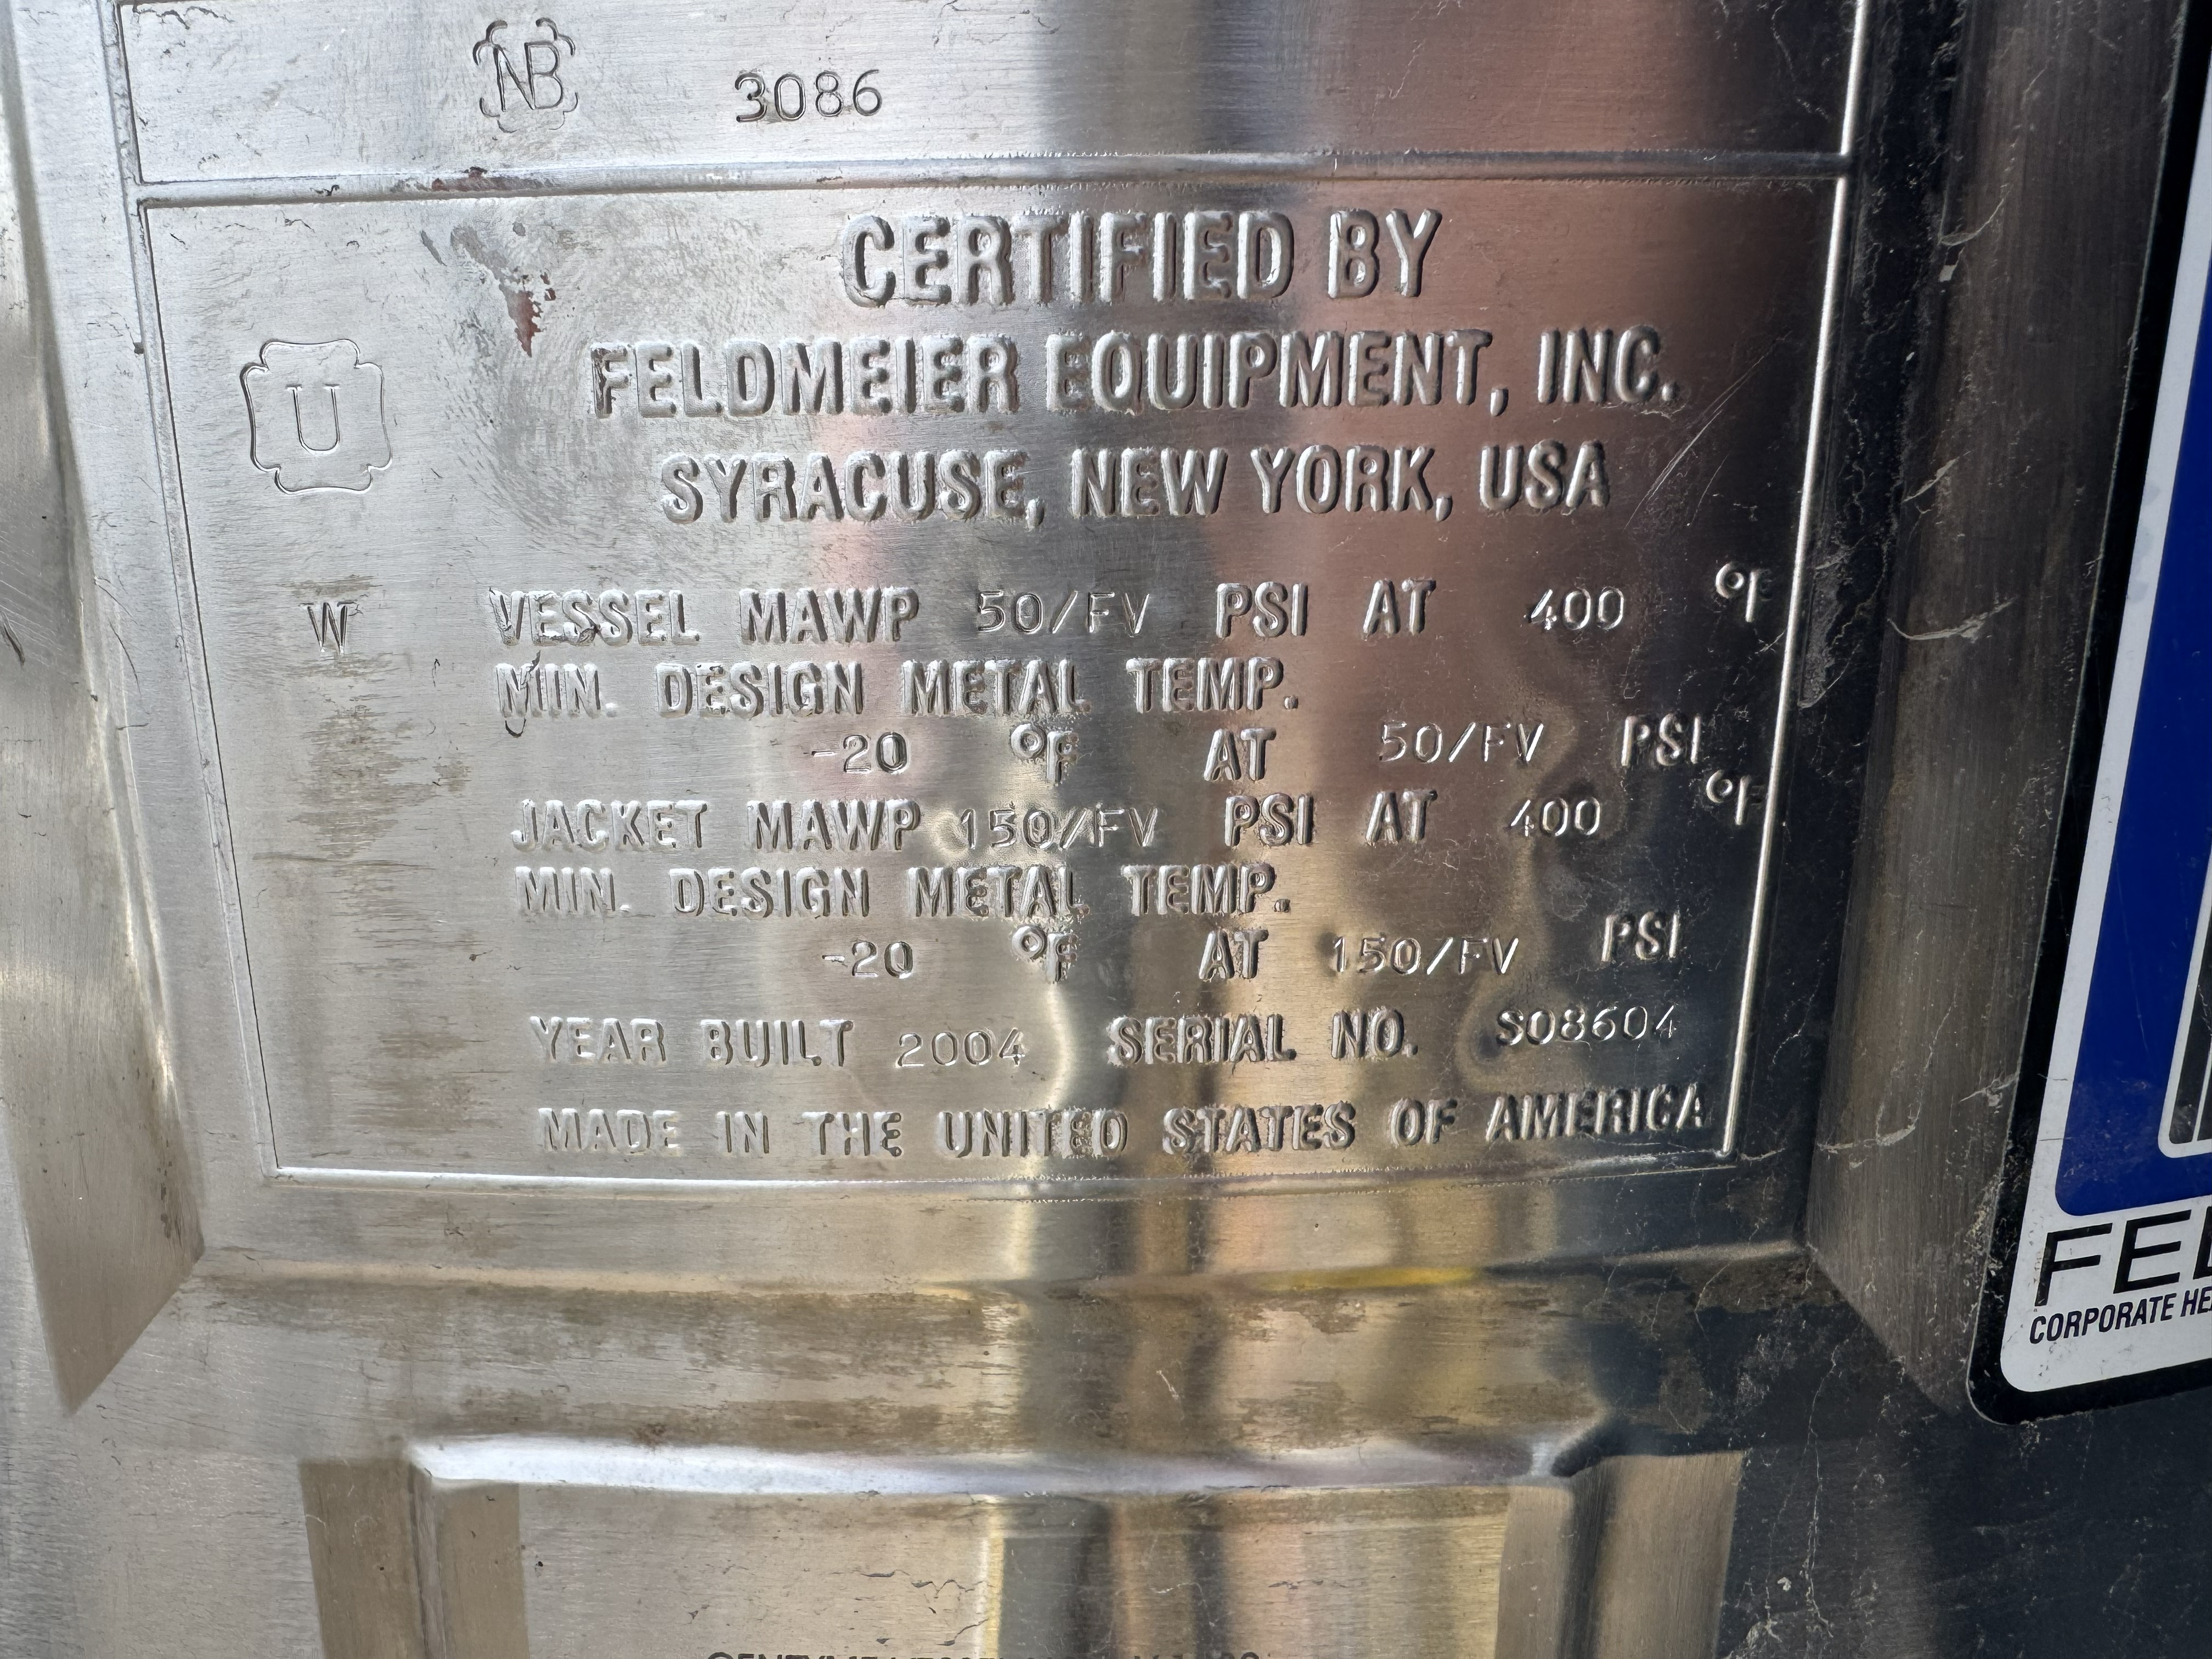 NB 3086
CERTIFIED BY
FELDMEIER EQUIPMENT, INC.
SYRACUSE, NEW YORK, USA
U
W
VESSEL MAWP 50/FV PSI AT 400 °F
MIN. DESIGN METAL TEMP.
-20 °F AT 50/FV PSI
JACKET MAWP 150/FV PSI AT 400 °F
MIN. DESIGN METAL TEMP.
-20 °F AT 150/FV PSI
YEAR BUILT 2004 SERIAL NO. S08604
MADE IN THE UNITED STATES OF AMERICA
FE
CORPORATE HE